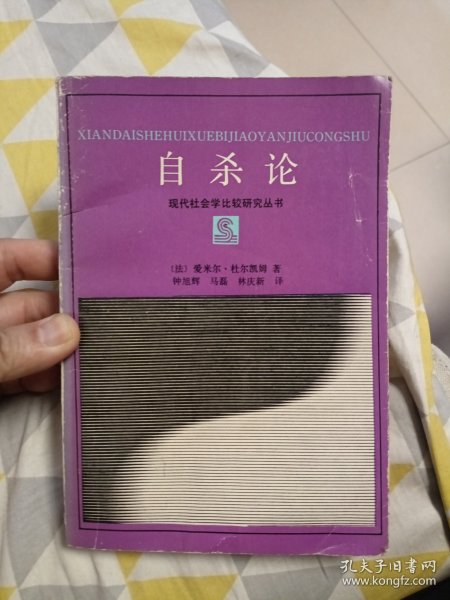 XIANDAISHEHUIXUEBIJIAOYANJIUCONGSHU
自杀论
现代社会学比较研究丛书
S
〔法〕爱米尔·杜尔凯姆 著
钟旭辉 马磊 林庆新 译
孔夫子旧书网
www.kongfz.com